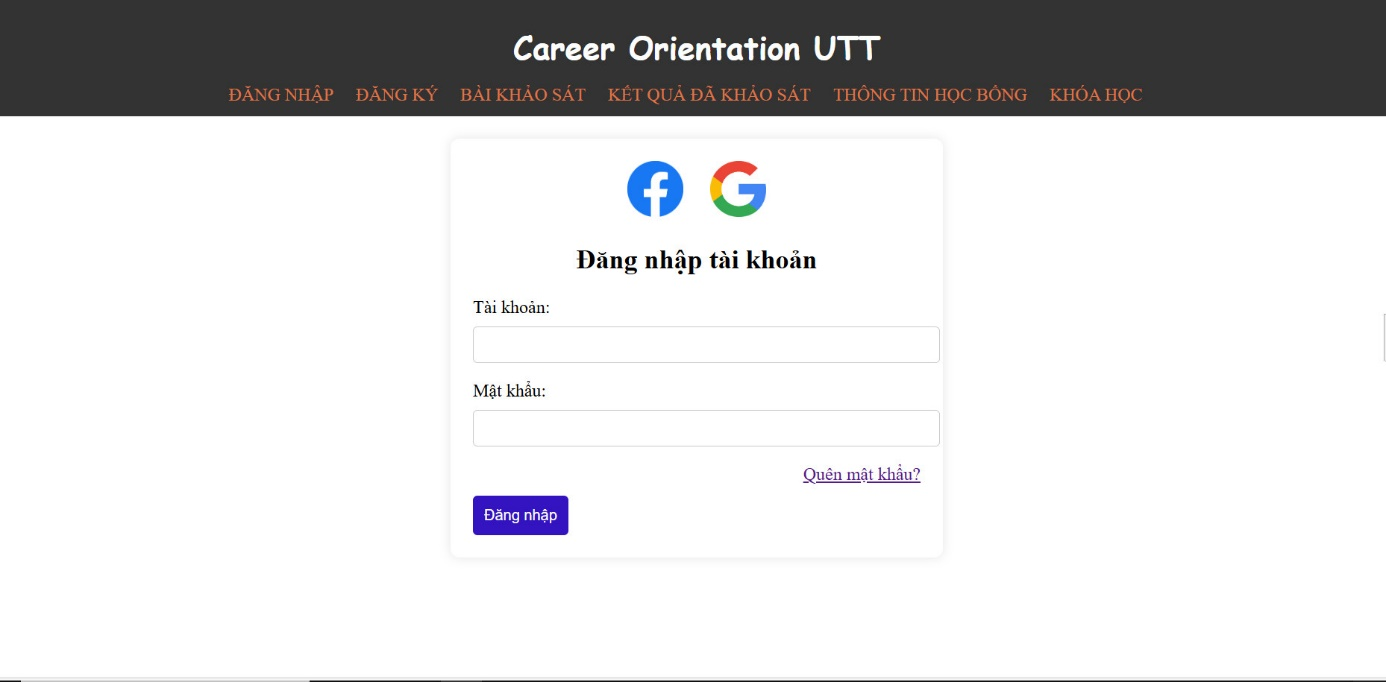 Career Orientation UTT
ĐĂNG NHẬP ĐĂNG KÝ BÀI KHẢO SÁT KẾT QUẢ ĐÃ KHẢO SÁT THÔNG TIN HỌC BỔNG KHÓA HỌC
Đăng nhập tài khoản
Tài khoản:
Mật khẩu:
Quên mật khẩu?
Đăng nhập